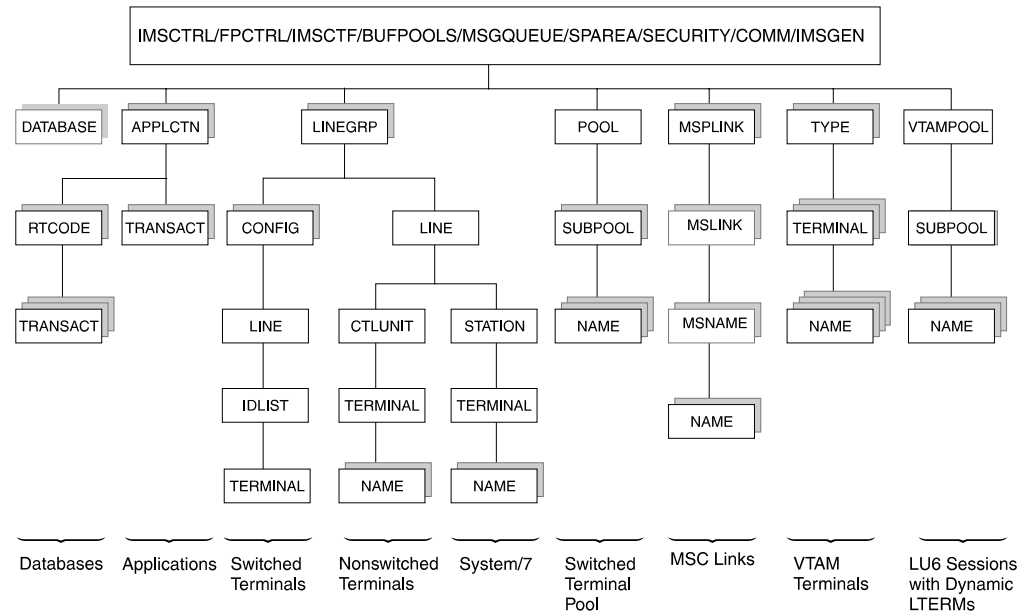 IMSCTRL/FPCTRL/IMSCTF/BUFPOOLS/MSGQUEUE/SPAREA/SECURITY/COMM/IMSGEN
DATABASE
APPLCTN
LINEGRP
POOL
MSPLINK
TYPE
VTAMPOOL
RTCODE
TRANSACT
CONFIG
LINE
SUBPOOL
MSLINK
TERMINAL
SUBPOOL
TRANSACT
LINE
CTLUNIT
STATION
NAME
MSNAME
NAME
NAME
IDLIST
TERMINAL
TERMINAL
NAME
TERMINAL
NAME
NAME
Databases
Applications
Switched
Terminals
Nonswitched
Terminals
System/7
Switched
Terminal
Pool
MSC Links
VTAM
Terminals
LU6 Sessions
with Dynamic
LTERMs